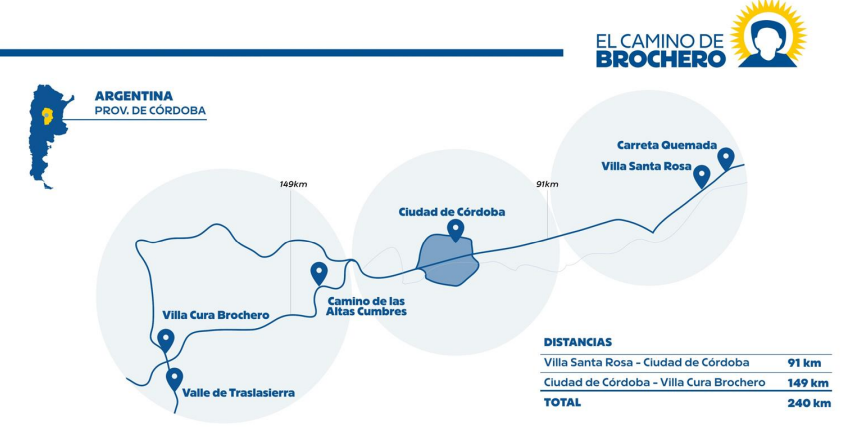 EL CAMINO DE
BROCHERO
ARGENTINA
PROV. DE CÓRDOBA
Carreta Quemada
Villa Santa Rosa
149km
91km
Ciudad de Córdoba
Camino de las
Altas Cumbres
Villa Cura Brochero
Valle de Traslasierra
DISTANCIAS
Villa Santa Rosa - Ciudad de Córdoba 91 km
Ciudad de Córdoba - Villa Cura Brochero 149 km
TOTAL 240 km